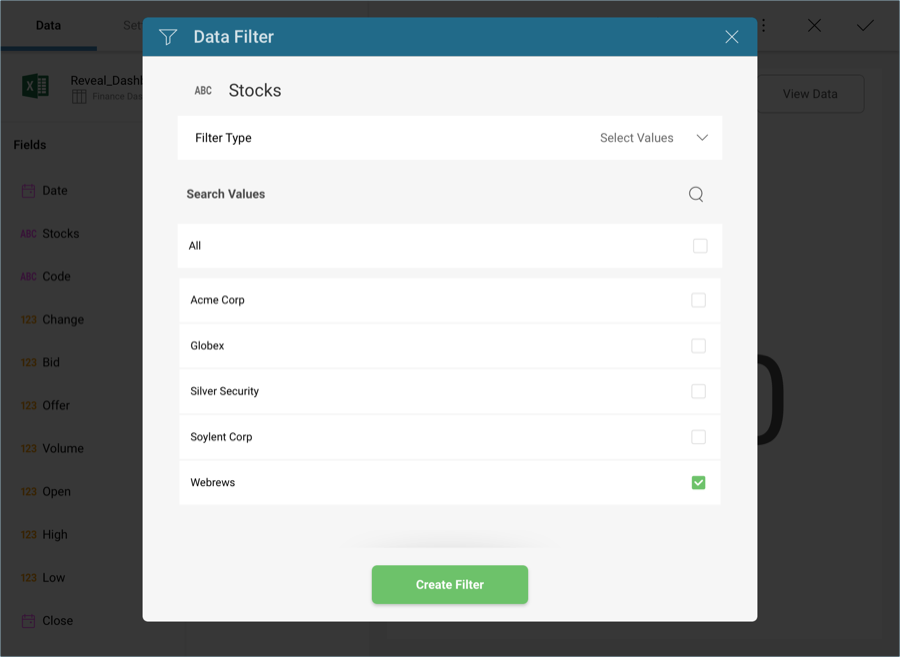 Data
Set
Data Filter
Reveal_Dashb
Finance Das
View Data
ABC Stocks
Filter Type Select Values
Search Values
All
Acme Corp
Globex
Silver Security
Soylent Corp
Webrews
Create Filter
Fields
Date
ABC Stocks
ABC Code
123 Change
123 Bid
123 Offer
123 Volume
123 Open
123 High
123 Low
Close